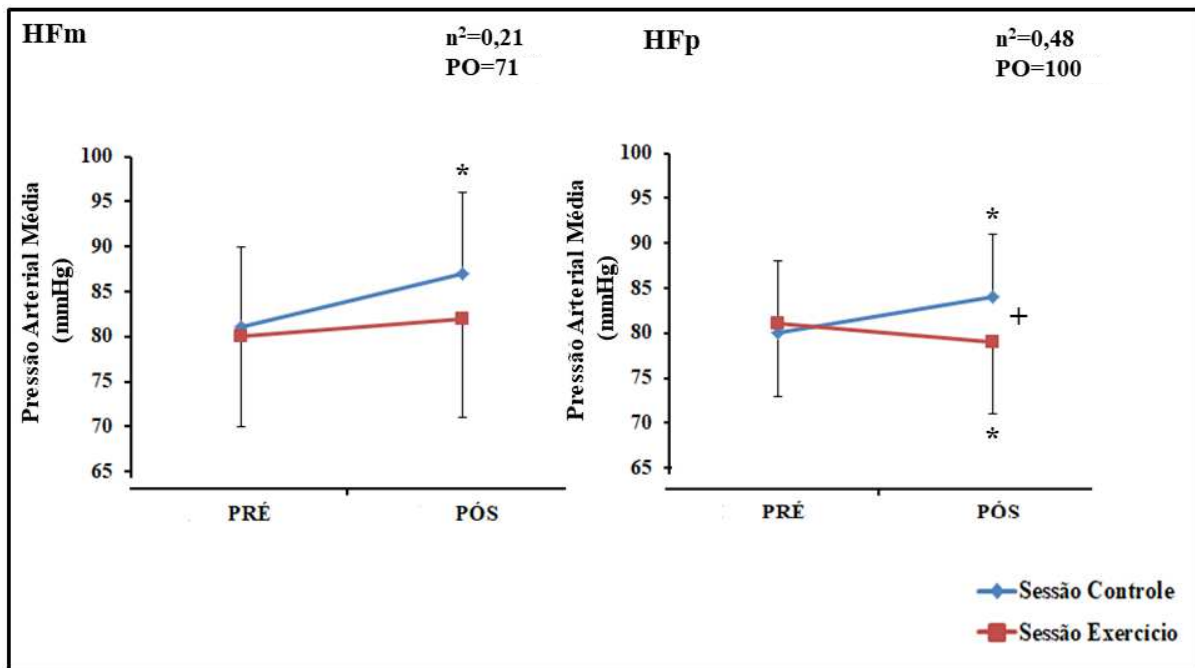 HFm
n²=0,21
PO=71
Pressão Arterial Média
(mmHg)
100
95
90
85
80
75
70
65
*
PRÉ
PÓS
HFp
n²=0,48
PO=100
Pressão Arterial Média
(mmHg)
100
95
90
85
80
75
70
65
*
+
*
PRÉ
PÓS
Sessão Controle
Sessão Exercício